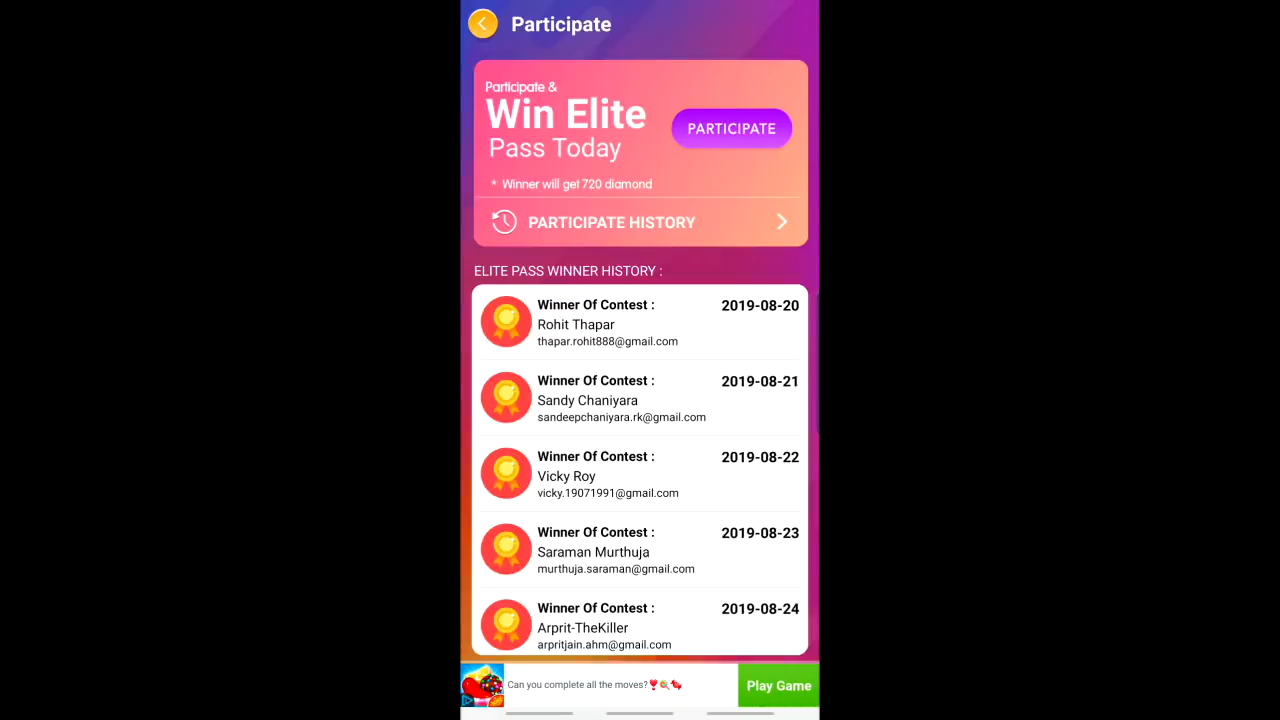 Participate
Participate &
Win Elite
Pass Today
PARTICIPATE
* Winner will get 720 diamond
PARTICIPATE HISTORY
ELITE PASS WINNER HISTORY :
Winner Of Contest : 2019-08-20
Rohit Thapar
thapar.rohit888@gmail.com
Winner Of Contest : 2019-08-21
Sandy Chaniyara
sandeepchaniyara.rk@gmail.com
Winner Of Contest : 2019-08-22
Vicky Roy
vicky.19071991@gmail.com
Winner Of Contest : 2019-08-23
Saraman Murthuja
murthuja.saraman@gmail.com
Winner Of Contest : 2019-08-24
Arprit-TheKiller
arpritjain.ahm@gmail.com
Can you complete all the moves?❣️🍭🍬
Play Game